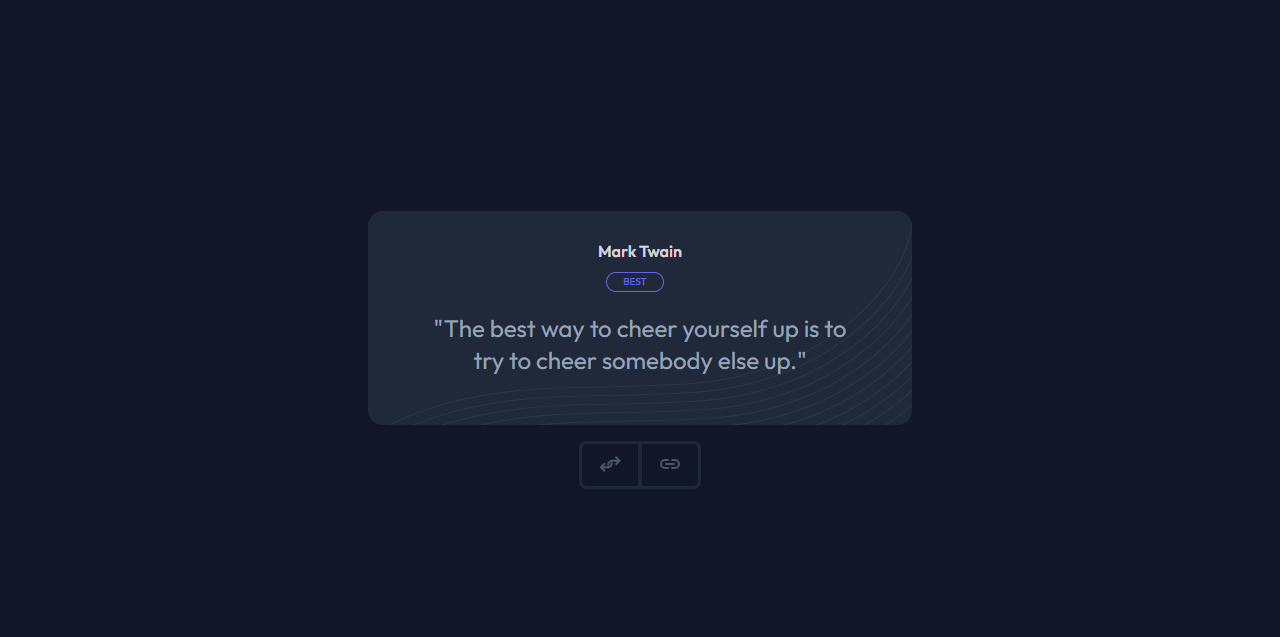 Mark Twain
BEST
"The best way to cheer yourself up is to
try to cheer somebody else up."